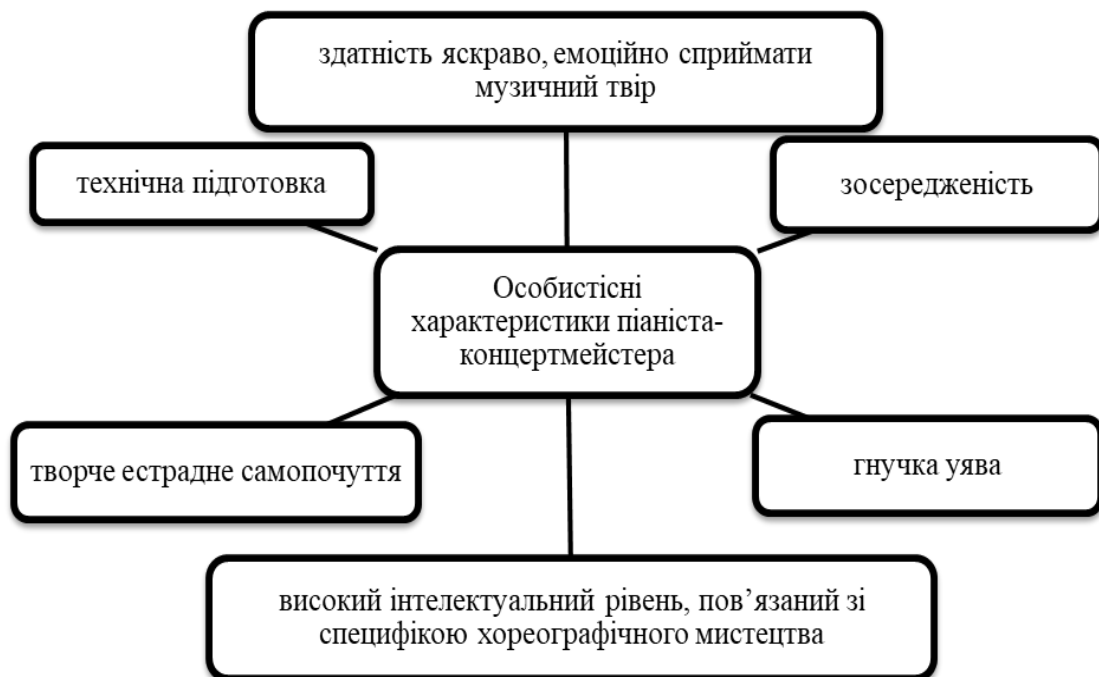 здатність яскраво, емоційно сприймати
музичний твір
технічна підготовка
зосередженість
Особистісні
характеристики піаніста-
концертмейстера
творче естрадне самопочуття
гнучка уява
високий інтелектуальний рівень, пов’язаний зі
специфікою хореографічного мистецтва